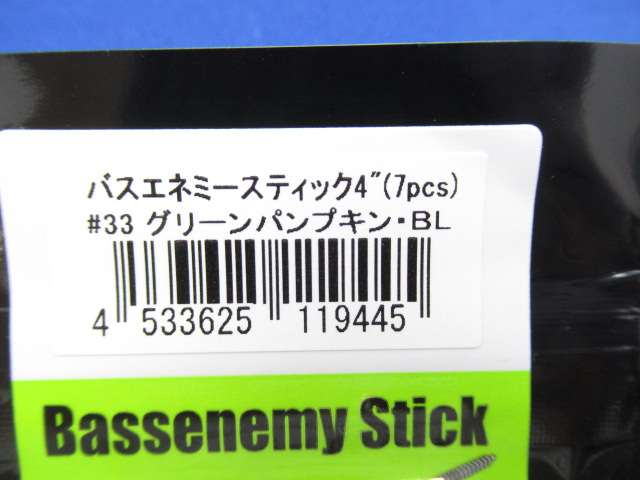 バスエネミースティック4"(7pcs)
#33 グリーンパンプキン・BL
4 533625 119445
Bassenemy Stick